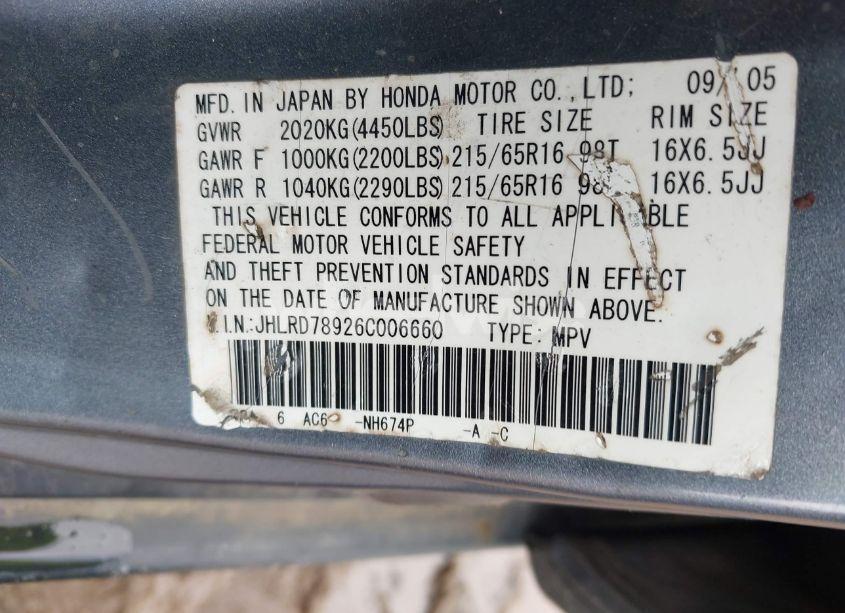 MFD. IN JAPAN BY HONDA MOTOR CO.,LTD; 09/05
GVWR 2020KG(4450LBS) TIRE SIZE RIM SIZE
GAWR F 1000KG(2200LBS) 215/65R16 98T 16X6.5JJ
GAWR R 1040KG(2290LBS) 215/65R16 98 16X6.5JJ
THIS VEHICLE CONFORMS TO ALL APPLICABLE
FEDERAL MOTOR VEHICLE SAFETY
AND THEFT PREVENTION STANDARDS IN EFFECT
ON THE DATE OF MANUFACTURE SHOWN ABOVE.
.I.N.:JHLRD78926C006660 TYPE: MPV
6 AC6 -NH674P -A -C